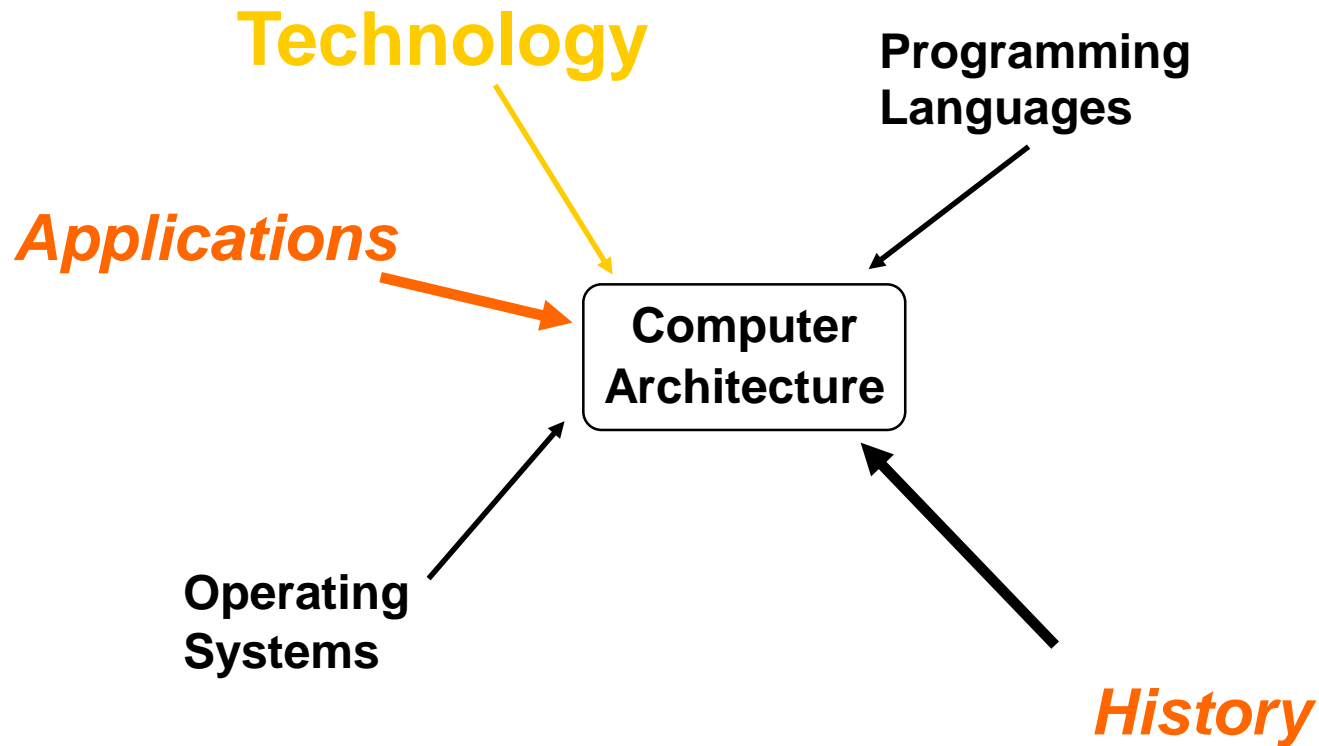 Technology
Programming
Languages
Applications
Computer
Architecture
Operating
Systems
History